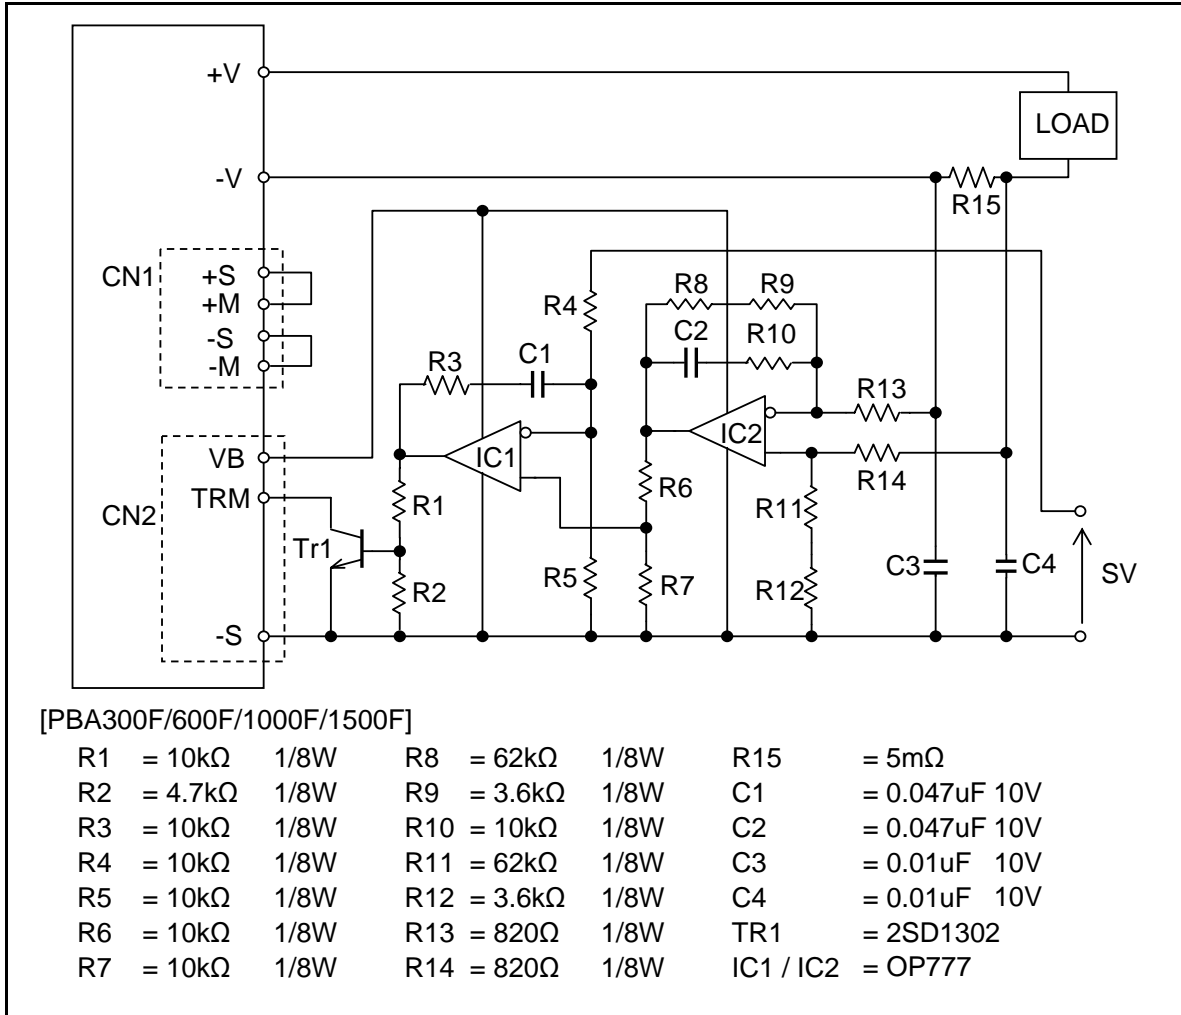 +V
LOAD
-V
R15
CN1
+S
+M
-S
-M
R4
R8 R9
C2 R10
R3 C1
R13
IC2
IC1
R14
VB
TRM
CN2
R1
R6
R11
Tr1
R2
R5
R7
R12
C3
C4
SV
-S
[PBA300F/600F/1000F/1500F]
R1 = 10kΩ 1/8W R8 = 62kΩ 1/8W R15 = 5mΩ
R2 = 4.7kΩ 1/8W R9 = 3.6kΩ 1/8W C1 = 0.047uF 10V
R3 = 10kΩ 1/8W R10 = 10kΩ 1/8W C2 = 0.047uF 10V
R4 = 10kΩ 1/8W R11 = 62kΩ 1/8W C3 = 0.01uF 10V
R5 = 10kΩ 1/8W R12 = 3.6kΩ 1/8W C4 = 0.01uF 10V
R6 = 10kΩ 1/8W R13 = 820Ω 1/8W TR1 = 2SD1302
R7 = 10kΩ 1/8W R14 = 820Ω 1/8W IC1 / IC2 = OP777